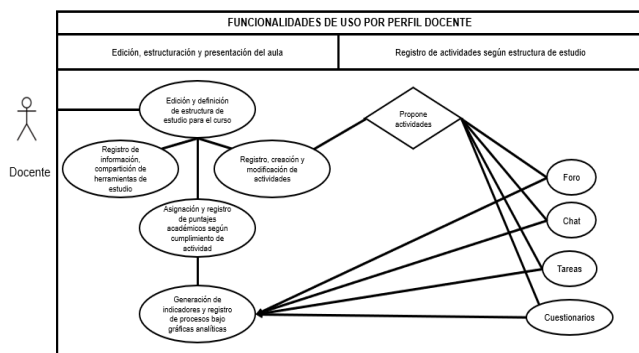 FUNCIONALIDADES DE USO POR PERFIL DOCENTE
Edición, estructuración y presentación del aula
Registro de actividades según estructura de estudio
Docente
Edición y definición
de estructura de
estudio para el curso
Propone
actividades
Registro de
información,
compartición de
herramientas de
estudio
Registro, creación y
modificación de
actividades
Foro
Asignación y registro
de puntajes
académicos según
cumplimiento de
actividad
Chat
Tareas
Generación de
indicadores y registro
de procesos bajo
gráficas analíticas
Cuestionarios